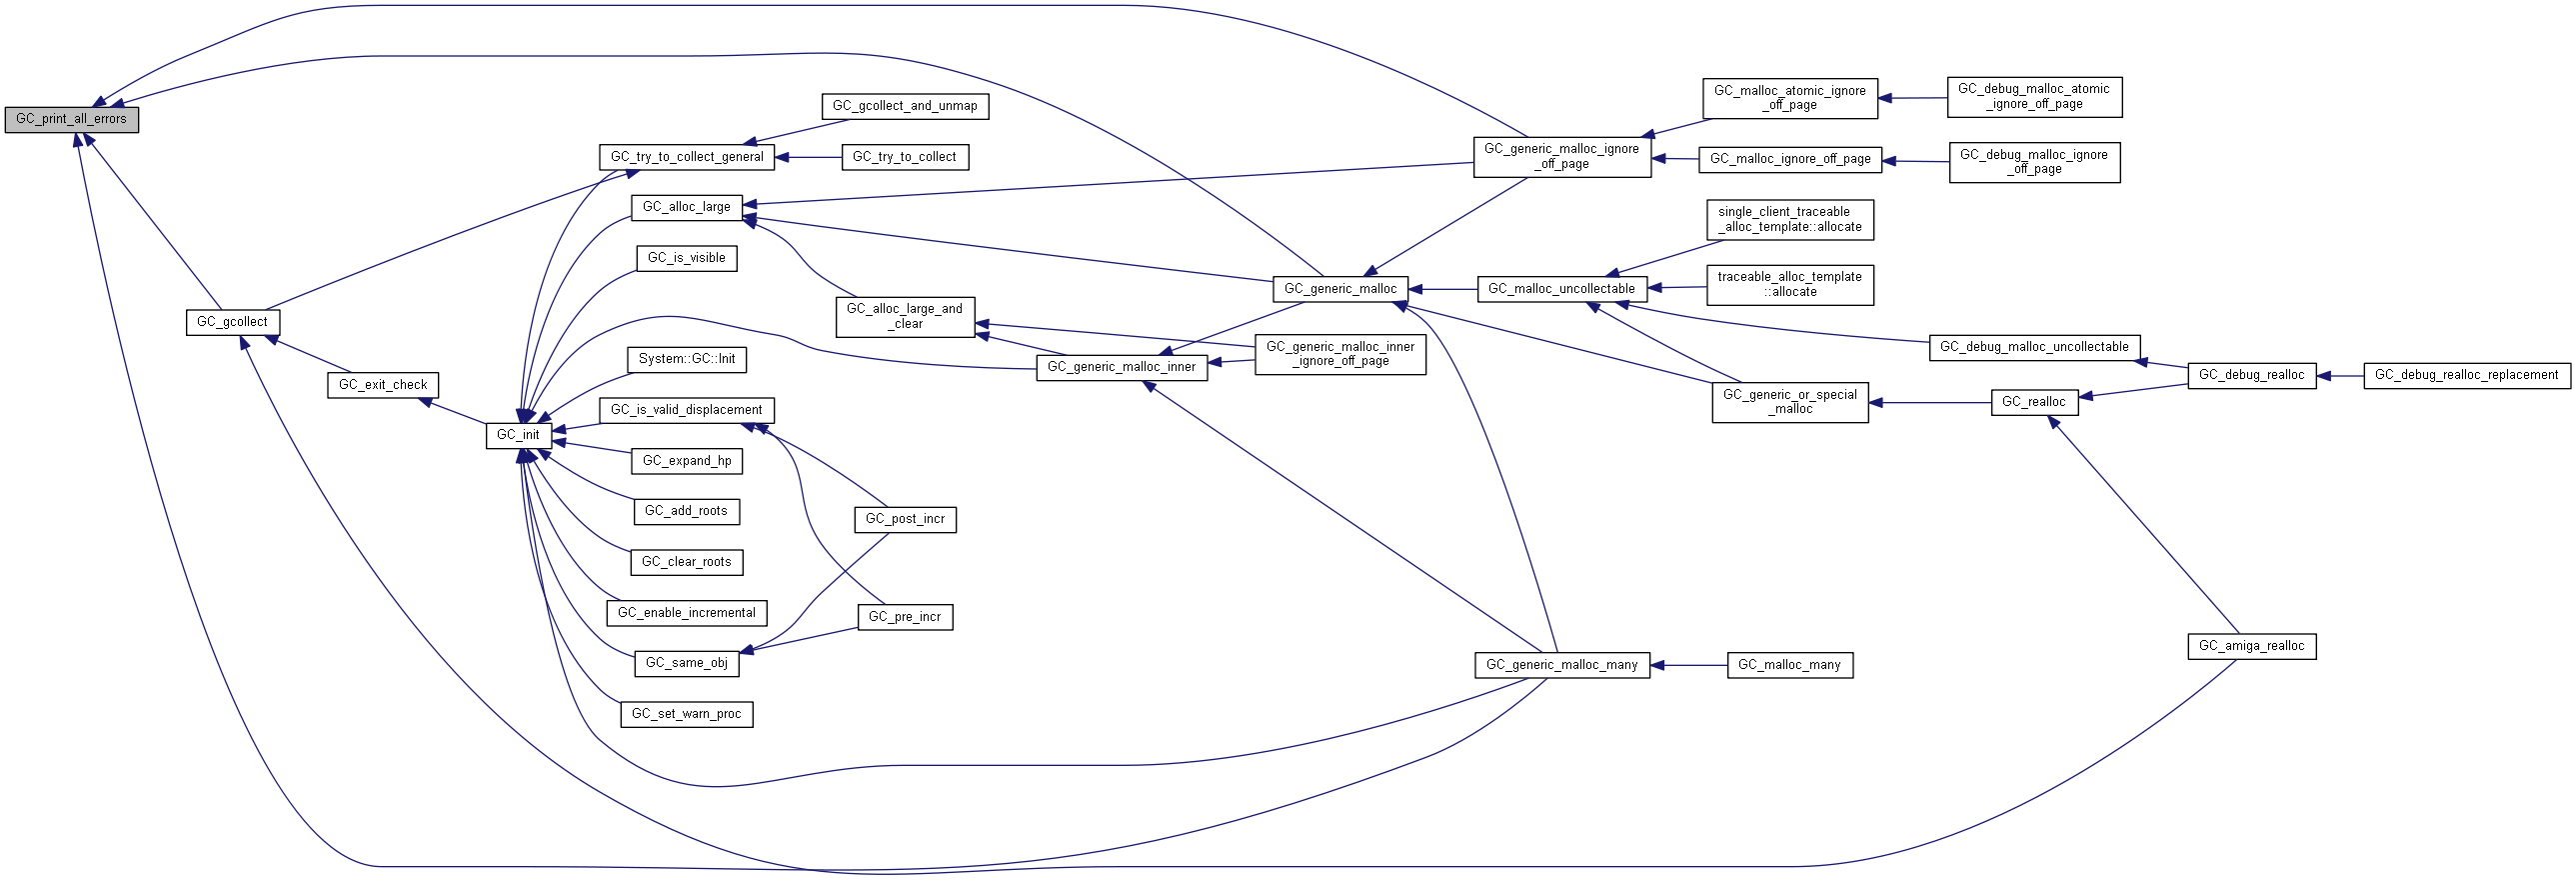 GC_print_all_errors
GC_gcollect
GC_exit_check
GC_init
GC_try_to_collect_general
GC_alloc_large
GC_is_visible
System::GC::Init
GC_is_valid_displacement
GC_expand_hp
GC_add_roots
GC_clear_roots
GC_enable_incremental
GC_same_obj
GC_set_warn_proc
GC_gcollect_and_unmap
GC_try_to_collect
GC_alloc_large_and
_clear
GC_post_incr
GC_pre_incr
GC_generic_malloc_inner
GC_generic_malloc
GC_generic_malloc_inner
_ignore_off_page
GC_generic_malloc_ignore
_off_page
GC_malloc_uncollectable
GC_generic_malloc_many
GC_malloc_atomic_ignore
_off_page
GC_malloc_ignore_off_page
single_client_traceable
_alloc_template::allocate
traceable_alloc_template
::allocate
GC_generic_or_special
_malloc
GC_malloc_many
GC_debug_malloc_atomic
_ignore_off_page
GC_debug_malloc_ignore
_off_page
GC_debug_malloc_uncollectable
GC_realloc
GC_debug_realloc
GC_amiga_realloc
GC_debug_realloc_replacement